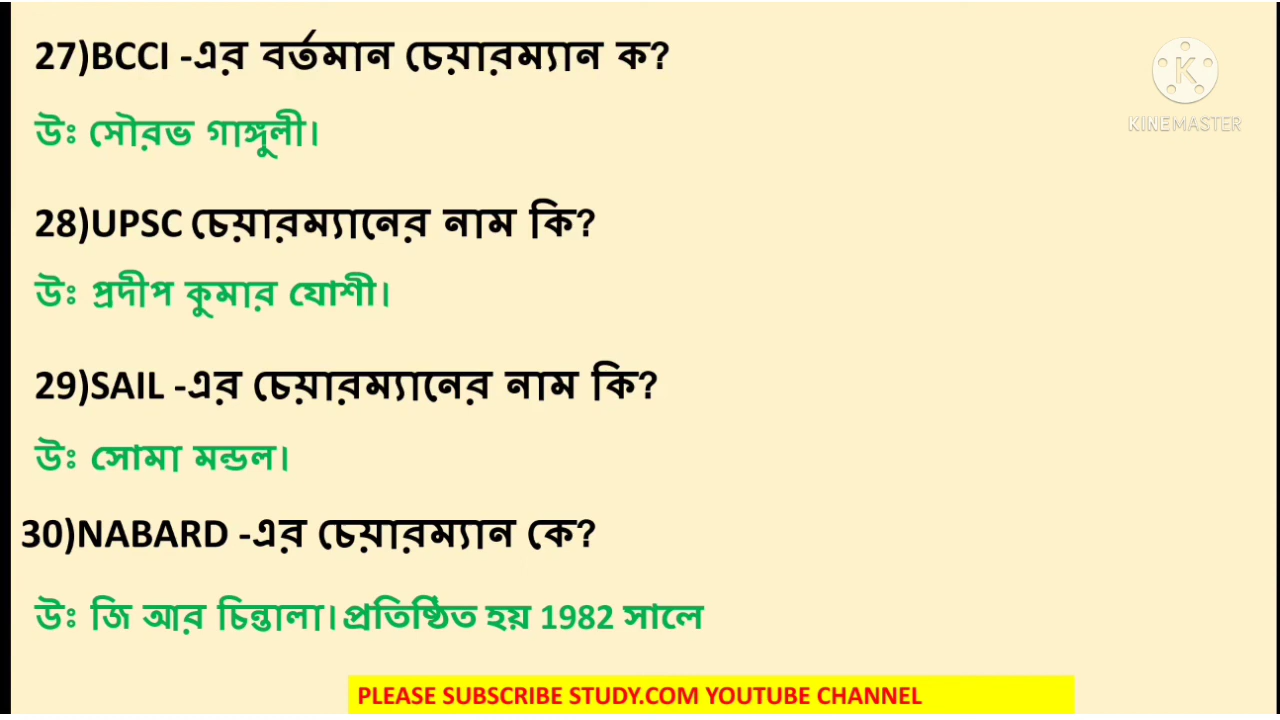 27)BCCI -এর বর্তমান চেয়ারম্যান ক?
KINEMASTER
উঃ সৌরভ গাঙ্গুলী।
28)UPSC চেয়ারম্যানের নাম কি?
উঃ প্রদীপ কুমার যোশী।
29)SAIL -এর চেয়ারম্যানের নাম কি?
উঃ সোমা মন্ডল।
30)NABARD -এর চেয়ারম্যান কে?
উঃ জি আর চিন্তালা। প্রতিষ্ঠিত হয় 1982 সালে
PLEASE SUBSCRIBE STUDY.COM YOUTUBE CHANNEL